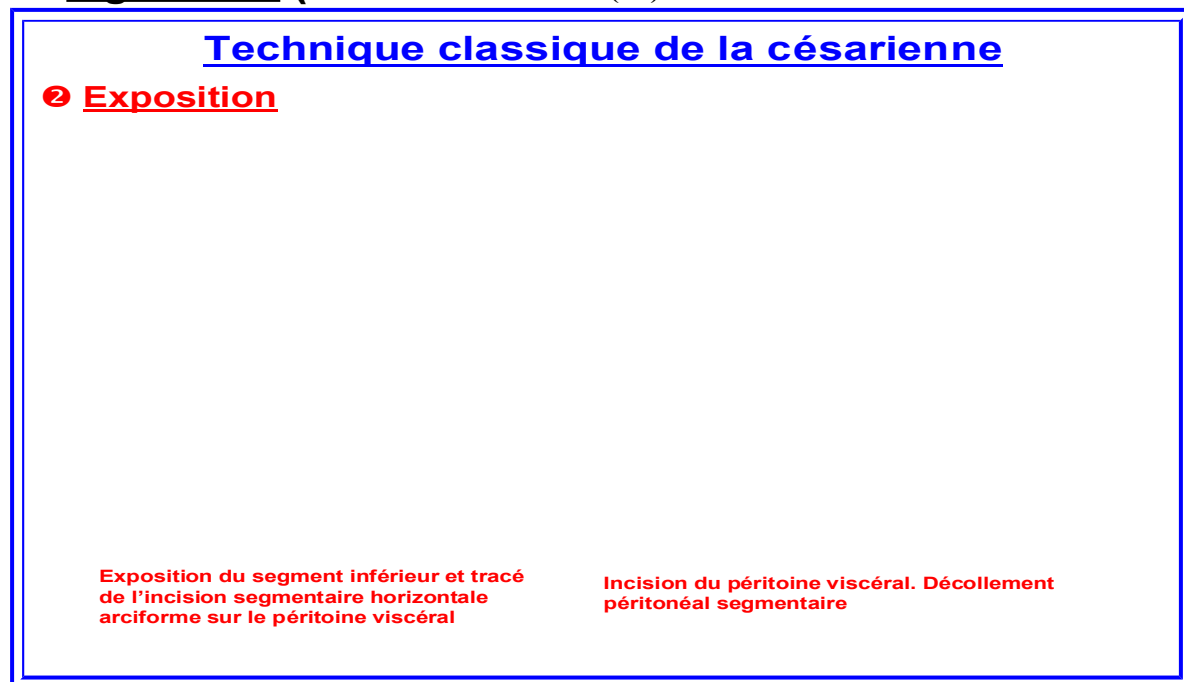 Technique classique de la césarienne
❷ Exposition
Exposition du segment inférieur et tracé
de l’incision segmentaire horizontale
arciforme sur le péritoine viscéral
Incision du péritoine viscéral. Décollement
péritonéal segmentaire